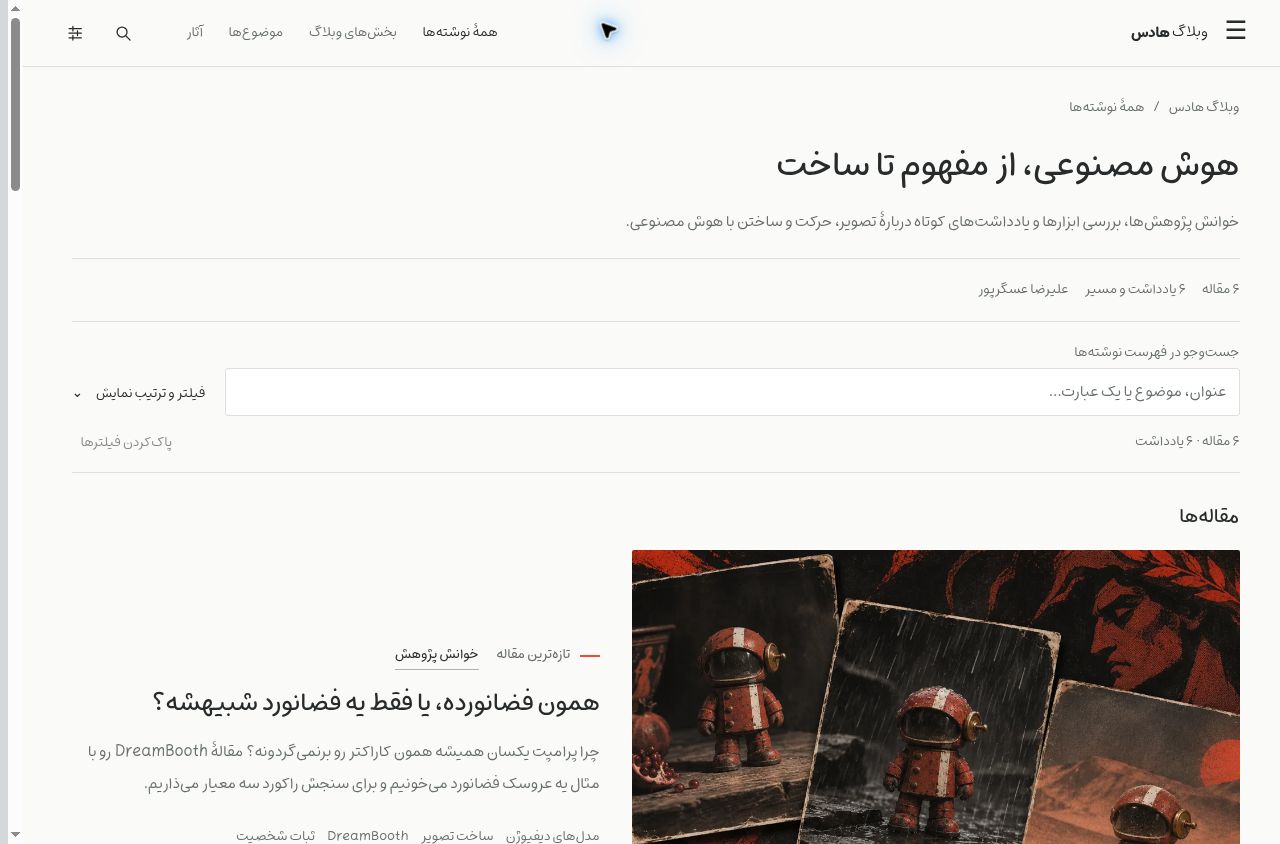 وبلاگ هادس
همهٔ نوشته‌ها بخش‌های وبلاگ موضوع‌ها آثار
وبلاگ هادس / همهٔ نوشته‌ها
هوش مصنوعی، از مفهوم تا ساخت
خوانش پژوهش‌ها، بررسی ابزارها و یادداشت‌های کوتاه دربارهٔ تصویر، حرکت و ساختن با هوش مصنوعی.
۶ مقاله ۶ یادداشت و مسیر علیرضا عسگرپور
جست‌وجو در فهرست نوشته‌ها
عنوان، موضوع یا یک عبارت…
فیلتر و ترتیب نمایش
۶ مقاله · ۶ یادداشت
پاک‌کردن فیلترها
مقاله‌ها
تازه‌ترین مقاله خوانش پژوهش
همون فضانورده، یا فقط یه فضانورد شبیهشه؟
چرا پرامپت یکسان همیشه همون کاراکتر رو برنمی‌گردونه؟ مقالهٔ DreamBooth رو با
مثال یه عروسک فضانورد می‌خونیم و برای سنجش راکورد سه معیار می‌ذاریم.
مدل‌های دیفیوژن ساخت تصویر DreamBooth ثبات شخصیت